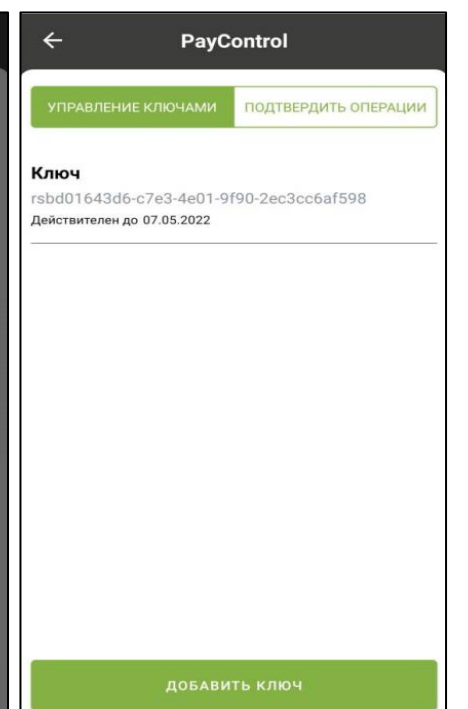 PayControl
УПРАВЛЕНИЕ КЛЮЧАМИ ПОДТВЕРДИТЬ ОПЕРАЦИИ
Ключ
rsbd01643d6-c7e3-4e01-9f90-2ec3cc6af598
Действителен до 07.05.2022
ДОБАВИТЬ КЛЮЧ